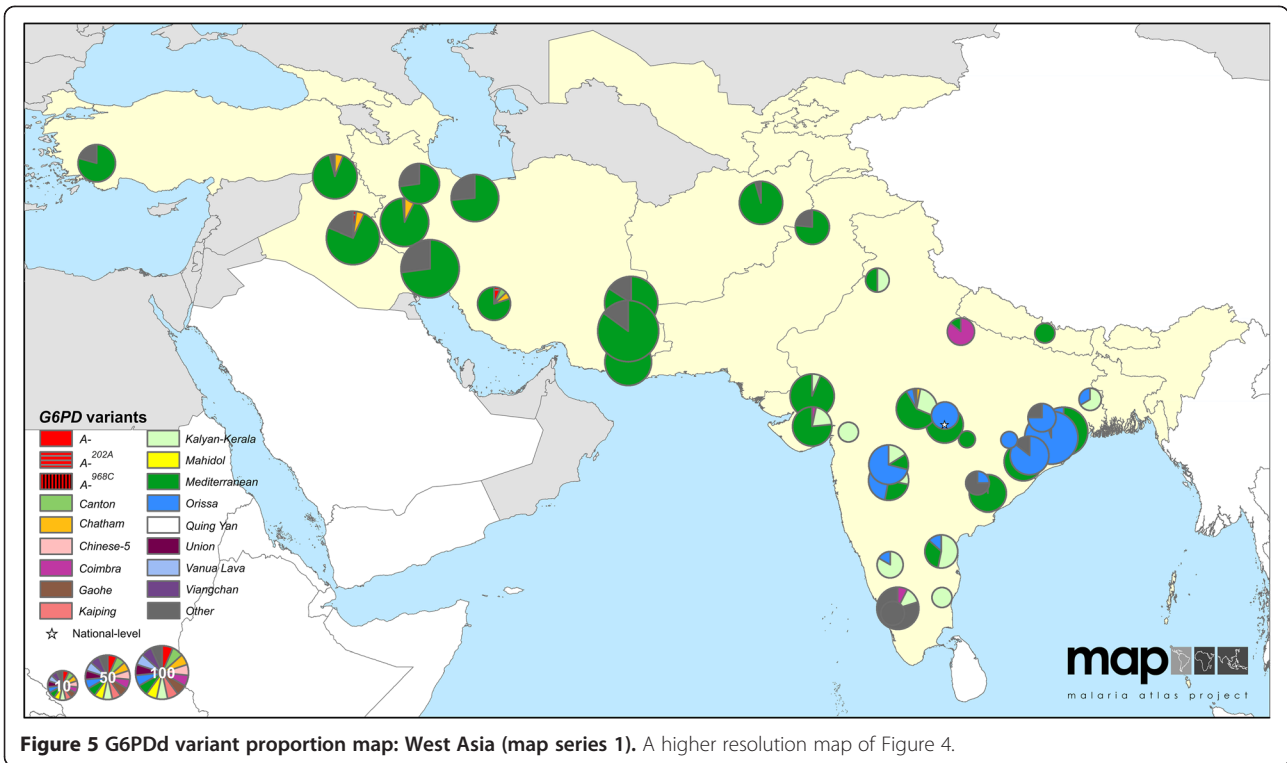 G6PD variants
A-
A-202A
A-968C
Canton
Chatham
Chinese-5
Coimbra
Gaohe
Kaiping
Kalyan-Kerala
Mahidol
Mediterranean
Orissa
Quing Yan
Union
Vanua Lava
Viangchan
Other
National-level
10
50
100
map
malaria atlas project
Figure 5 G6PDd variant proportion map: West Asia (map series 1). A higher resolution map of Figure 4.